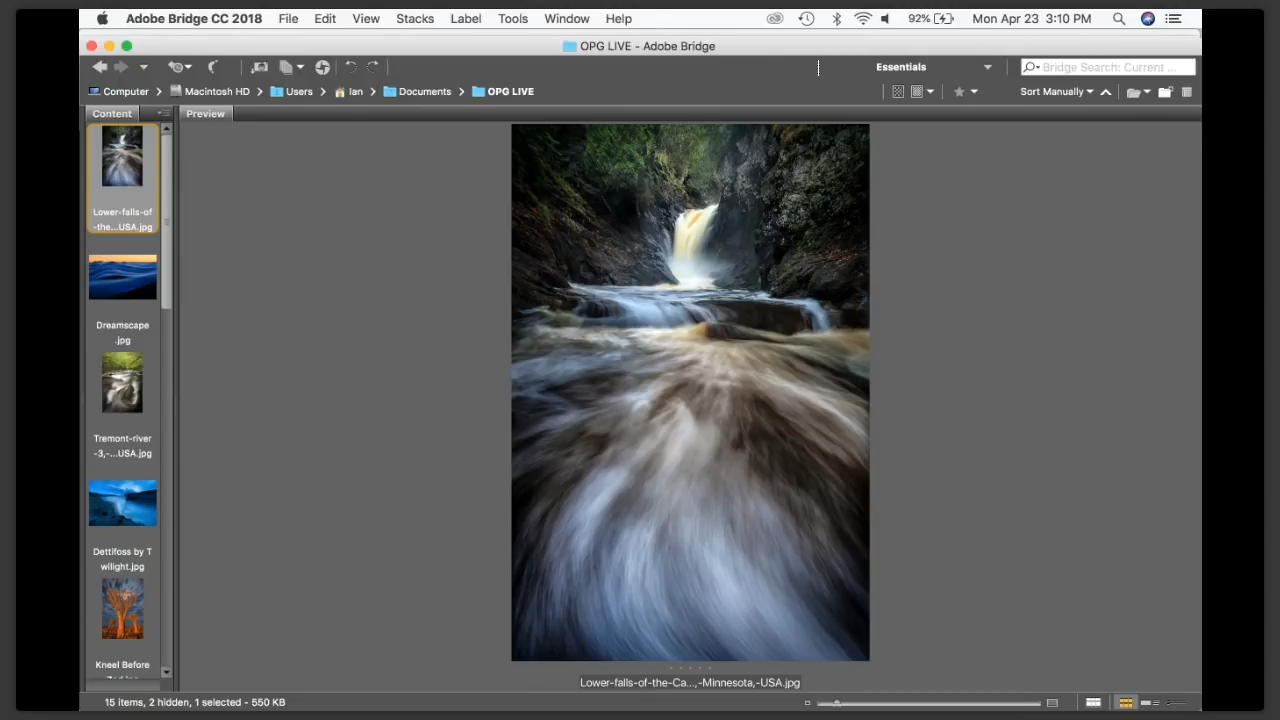 Adobe Bridge CC 2018 File Edit View Stacks Label Tools Window Help 92% Mon Apr 23 3:10 PM
OPG LIVE - Adobe Bridge
Essentials Bridge Search: Current ...
Computer Macintosh HD Users Ian Documents OPG LIVE Sort Manually
Content Preview
Lower-falls-of
-the...USA.jpg
Dreamscape
.jpg
Tremont-river
-3,-...USA.jpg
Dettifoss by T
wilight.jpg
Kneel Before
Lower-falls-of-the-Ca...,-Minnesota,-USA.jpg
15 items, 2 hidden, 1 selected - 550 KB